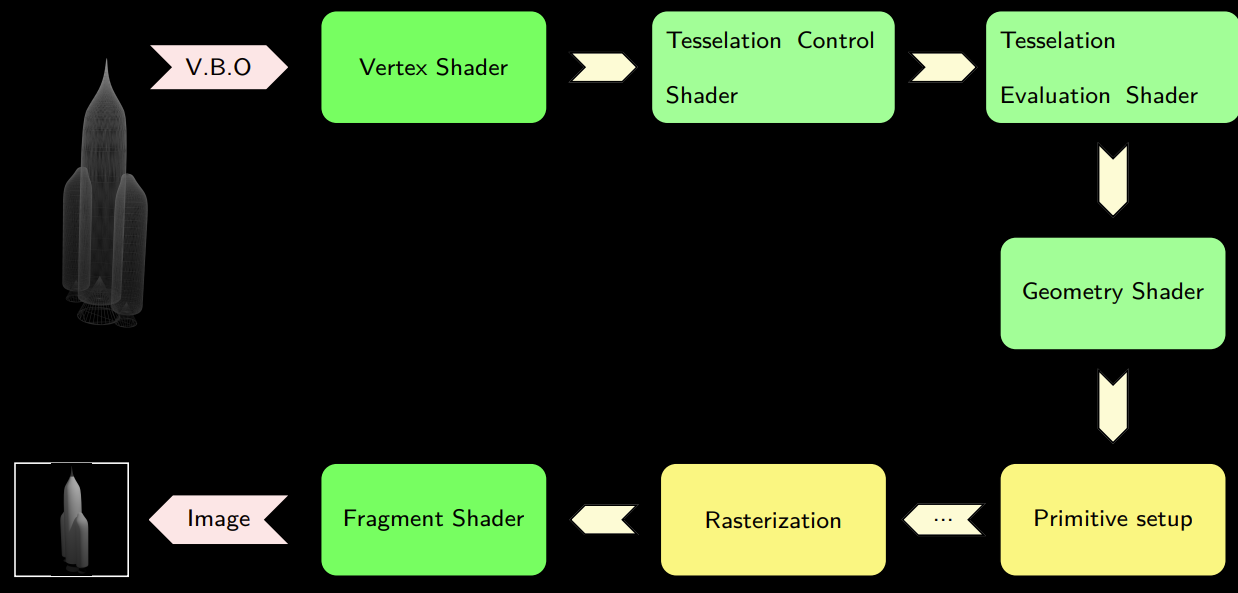 V.B.O
Vertex Shader
Tesselation Control
Shader
Tesselation
Evaluation Shader
Geometry Shader
Primitive setup
...
Rasterization
Fragment Shader
Image